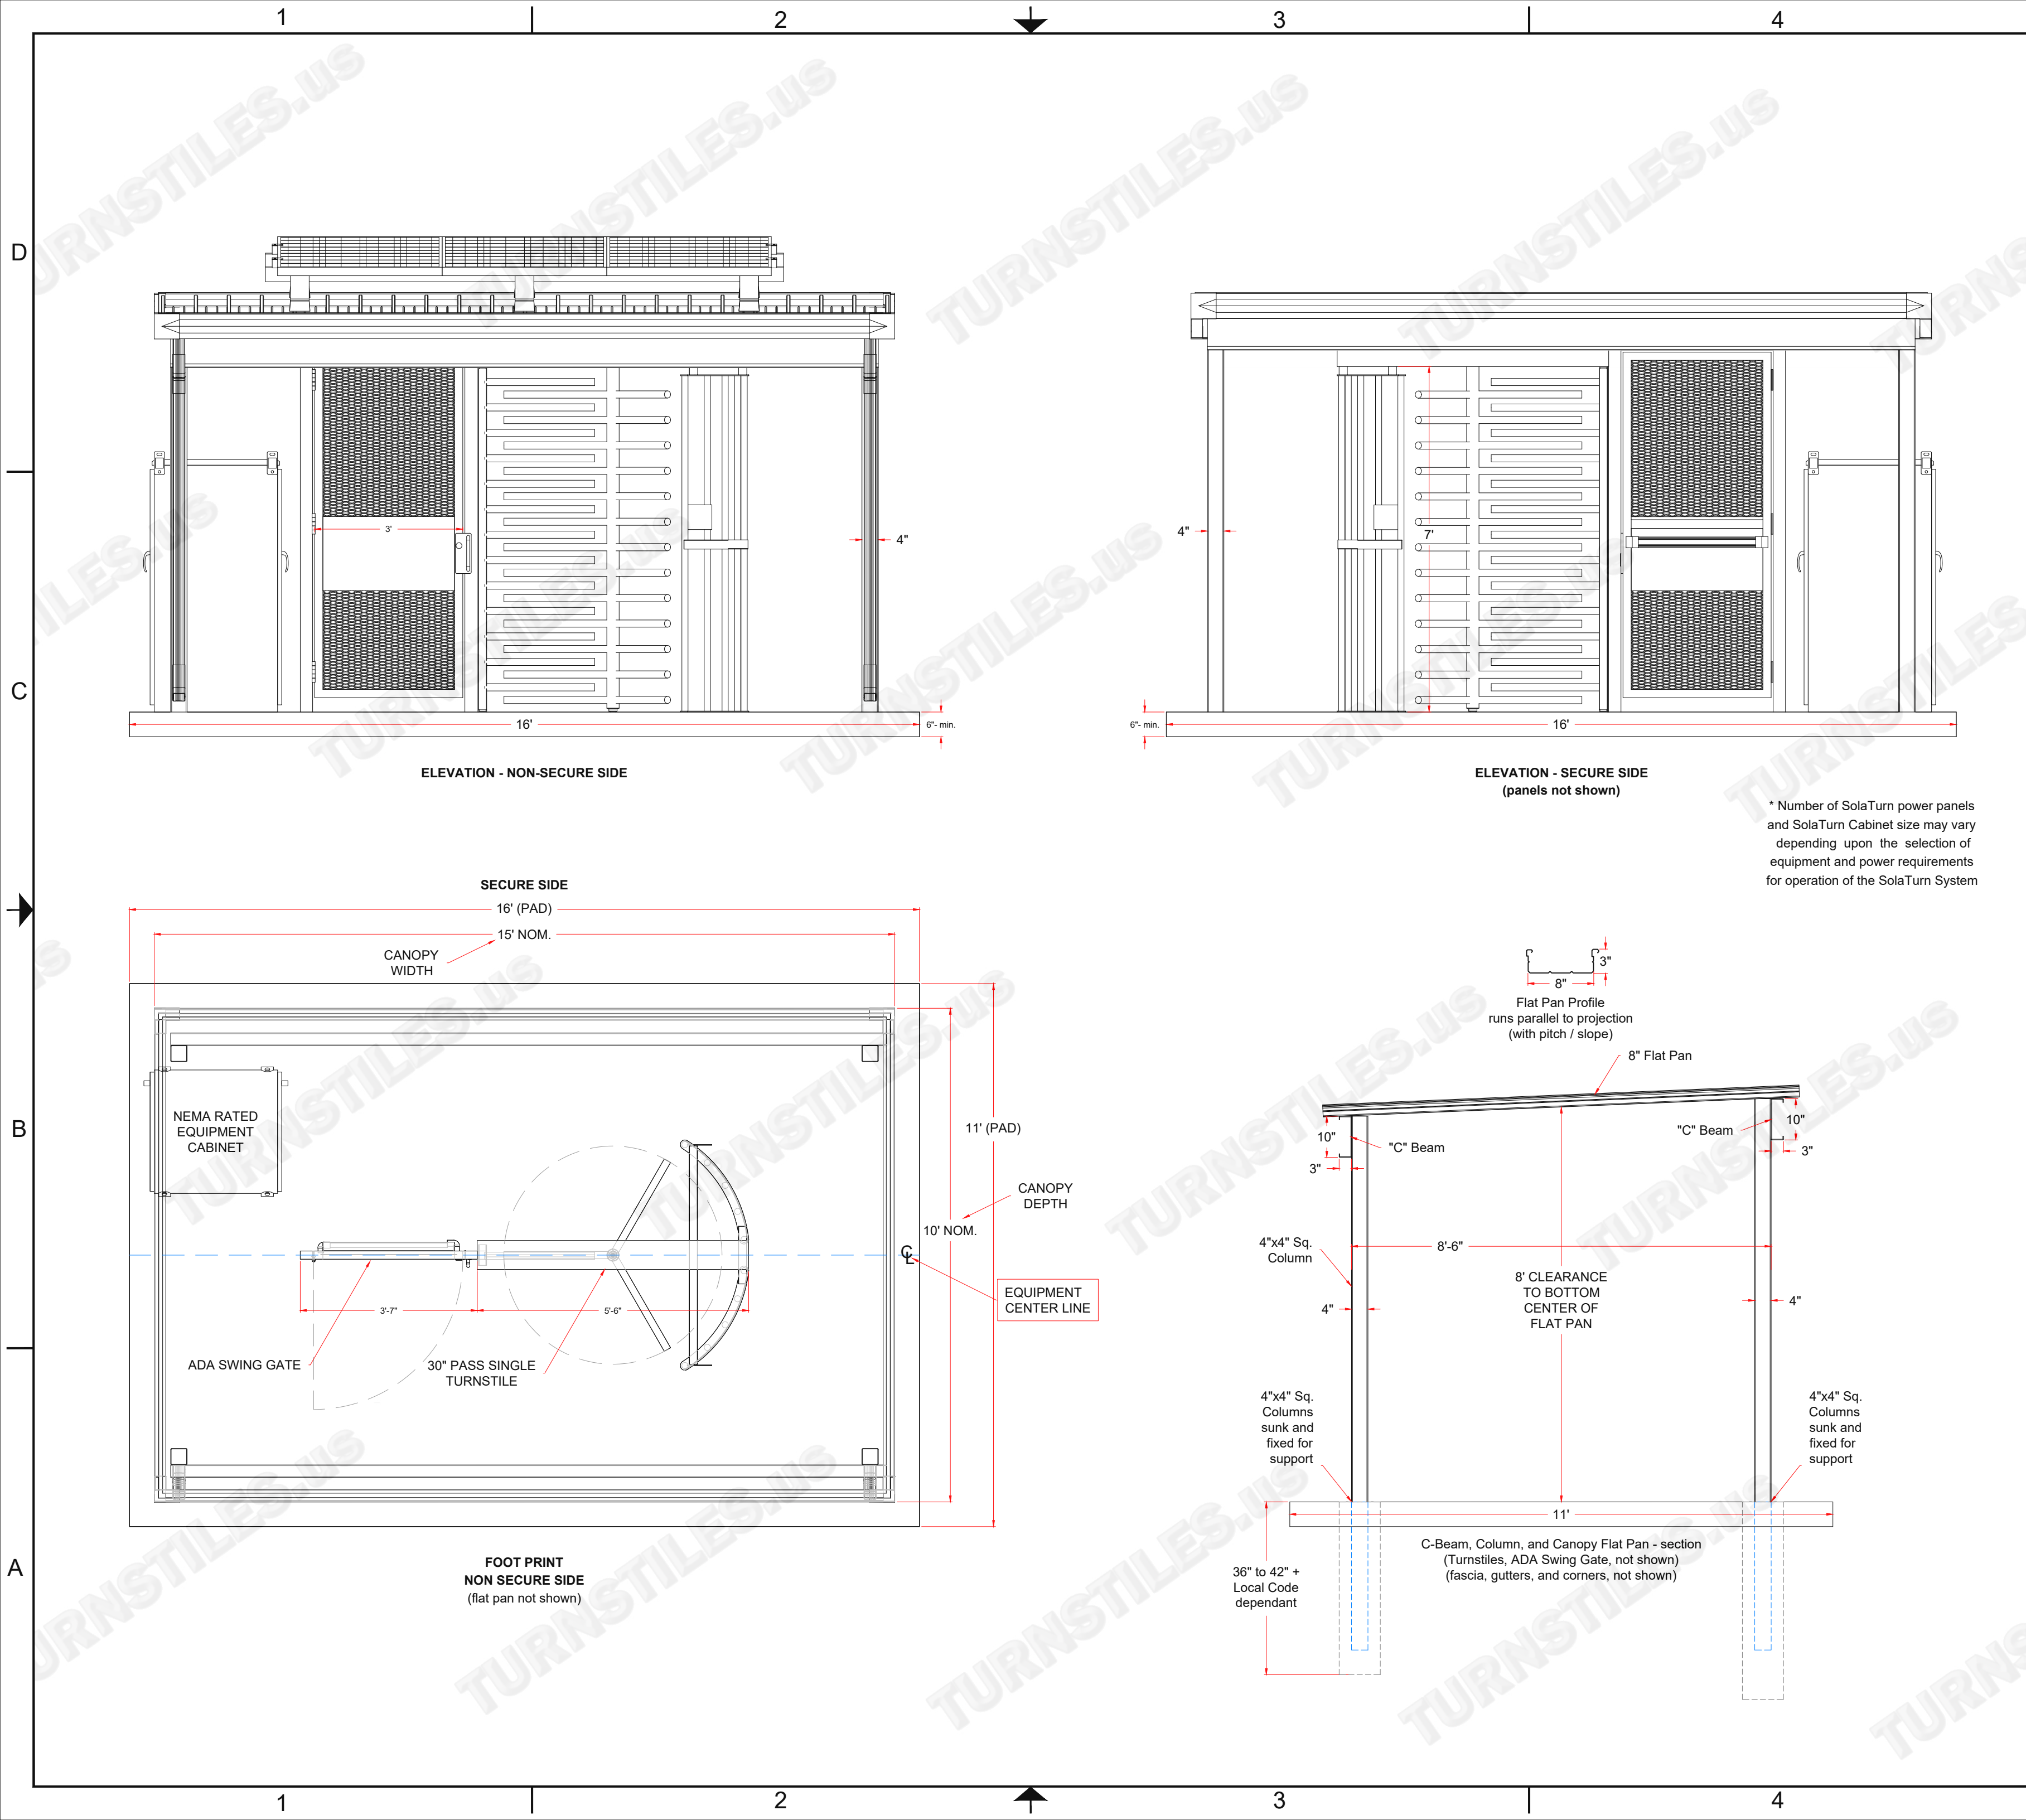 1
2
3
4
D
C
B
A
TURNSTILES.us
3'
4"
16'
6"- min.
ELEVATION - NON-SECURE SIDE
4"
7'
6"- min.
16'
ELEVATION - SECURE SIDE
(panels not shown)
* Number of SolaTurn power panels
and SolaTurn Cabinet size may vary
depending upon the selection of
equipment and power requirements
for operation of the SolaTurn System
SECURE SIDE
16' (PAD)
15' NOM.
CANOPY
WIDTH
NEMA RATED
EQUIPMENT
CABINET
11' (PAD)
CANOPY
DEPTH
10' NOM.
CL
EQUIPMENT
CENTER LINE
3'-7"
5'-6"
ADA SWING GATE
30" PASS SINGLE
TURNSTILE
FOOT PRINT
NON SECURE SIDE
(flat pan not shown)
3"
8"
Flat Pan Profile
runs parallel to projection
(with pitch / slope)
8" Flat Pan
10"
"C" Beam
3"
"C" Beam
10"
3"
4"x4" Sq.
Column
8'-6"
8' CLEARANCE
TO BOTTOM
CENTER OF
FLAT PAN
4"
4"
4"x4" Sq.
Columns
sunk and
fixed for
support
4"x4" Sq.
Columns
sunk and
fixed for
support
11'
C-Beam, Column, and Canopy Flat Pan - section
(Turnstiles, ADA Swing Gate, not shown)
(fascia, gutters, and corners, not shown)
36" to 42" +
Local Code
dependant
1
2
3
4